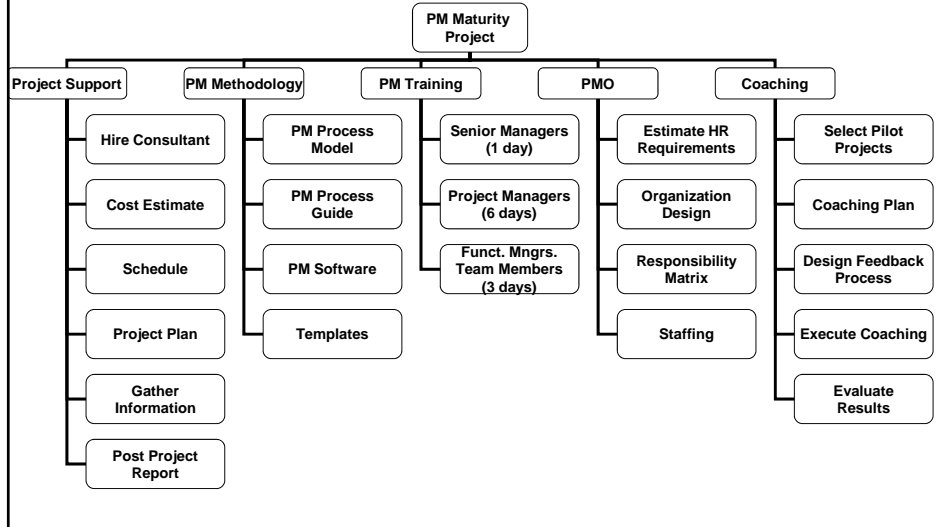 PM Maturity
Project
Project Support
PM Methodology
PM Training
PMO
Coaching
Hire Consultant
Cost Estimate
Schedule
Project Plan
Gather
Information
Post Project
Report
PM Process
Model
PM Process
Guide
PM Software
Templates
Senior Managers
(1 day)
Project Managers
(6 days)
Funct. Mngrs.
Team Members
(3 days)
Estimate HR
Requirements
Organization
Design
Responsibility
Matrix
Staffing
Select Pilot
Projects
Coaching Plan
Design Feedback
Process
Execute Coaching
Evaluate
Results